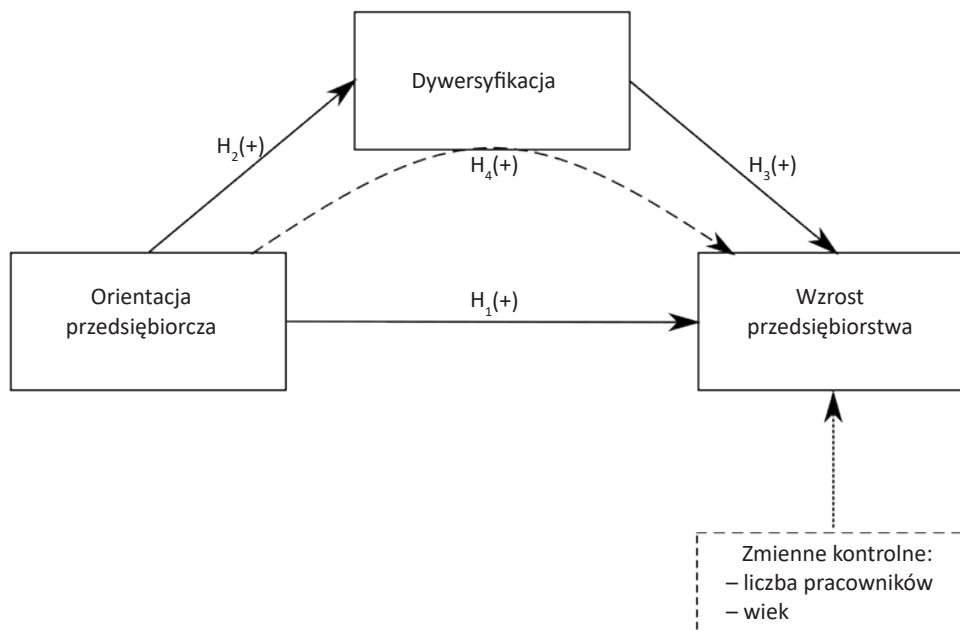 Dywersyfikacja
H2(+)
H4(+)
H3(+)
Orientacja
przedsiębiorcza
H1(+)
Wzrost
przedsiębiorstwa
Zmienne kontrolne:
– liczba pracowników
– wiek